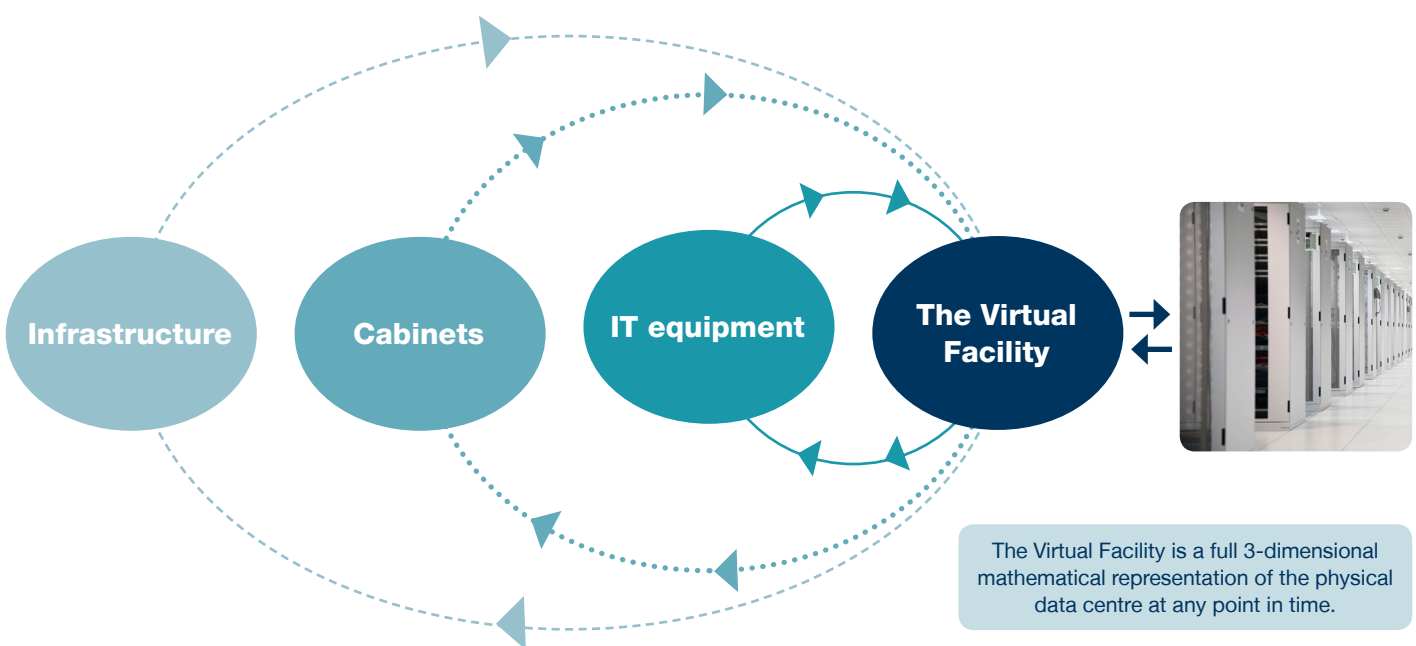 Infrastructure
Cabinets
IT equipment
The Virtual
Facility
The Virtual Facility is a full 3-dimensional
mathematical representation of the physical
data centre at any point in time.